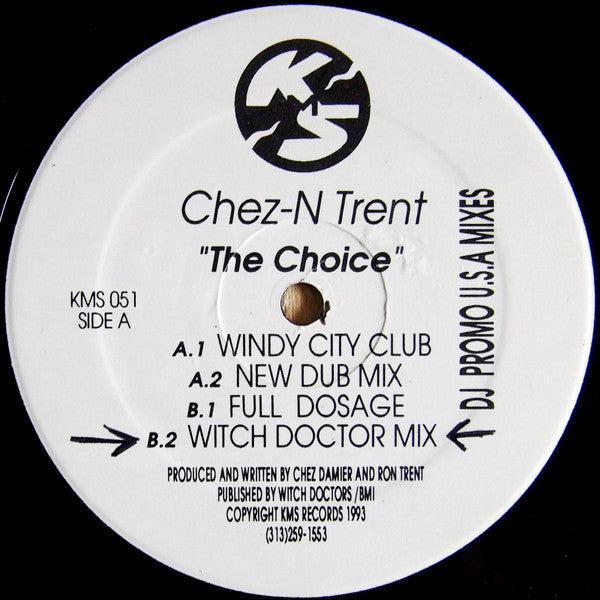 KMS
Chez-N Trent
"The Choice"
KMS 051
SIDE A
A.1 WINDY CITY CLUB
A.2 NEW DUB MIX
B.1 FULL DOSAGE
B.2 WITCH DOCTOR MIX
DJ PROMO U.S.A MIXES
PRODUCED AND WRITTEN BY CHEZ DAMIER AND RON TRENT
PUBLISHED BY WITCH DOCTORS /BMI
COPYRIGHT KMS RECORDS 1993
(313)259-1553